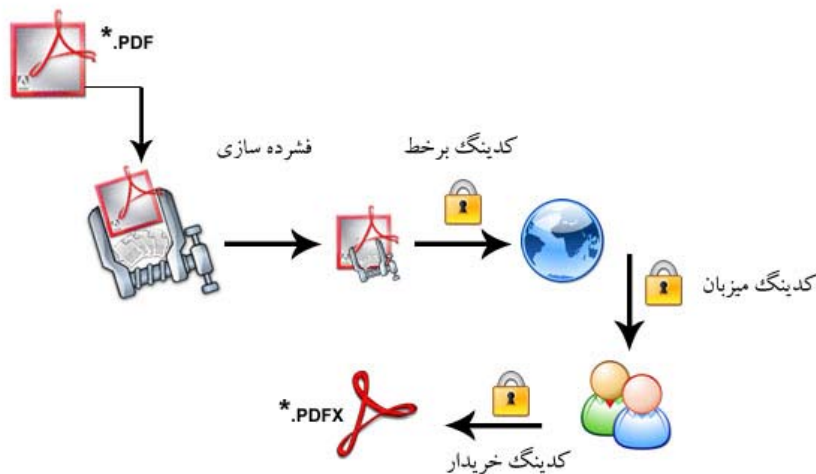 *.PDF
فشرده سازی
کدینگ برخط
کدینگ میزبان
کدینگ خریدار
*.PDFX